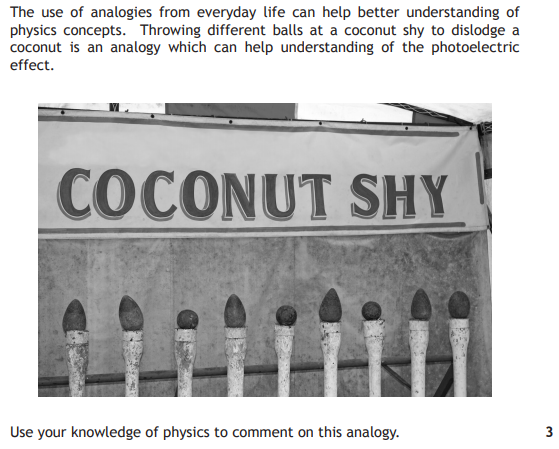 The use of analogies from everyday life can help better understanding of
physics concepts. Throwing different balls at a coconut shy to dislodge a
coconut is an analogy which can help understanding of the photoelectric
effect.
COCONUT SHY
Use your knowledge of physics to comment on this analogy.
3